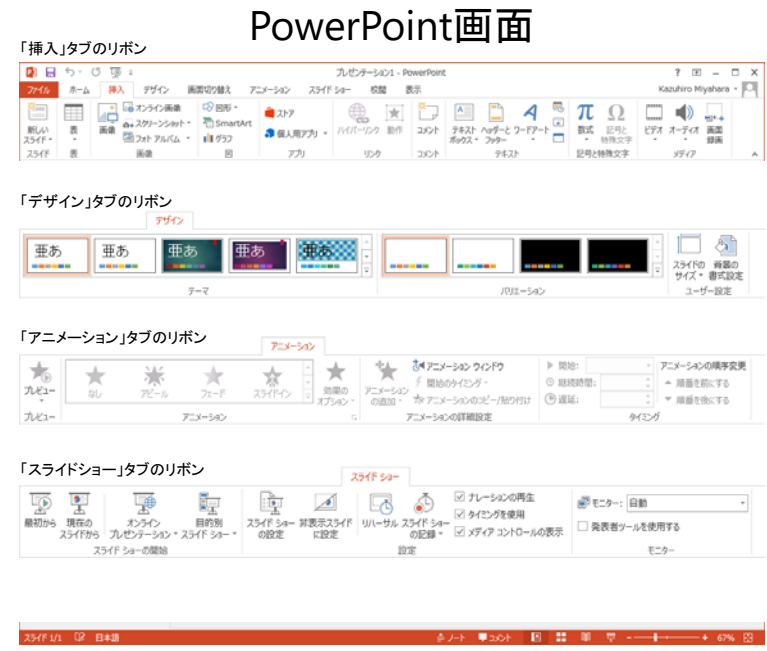 PowerPoint画面
「挿入」タブのリボン
プレゼンテーション1 - PowerPoint
ファイル ホーム 挿入 デザイン 画面切り替え アニメーション スライド ショー 校閲 表示 Kazuhiro Miyahara
新しい スライド 表 画像 オンライン画像 スクリーンショット フォト アルバム 図形 SmartArt グラフ ストア 個人用アプリ ハイパーリンク 動作 コメント テキスト ボックス ヘッダーと フッター ワードアート 数式 記号と 特殊文字 ビデオ オーディオ 画面 録画
スライド 表 画像 図 アプリ リンク コメント テキスト 記号と特殊文字 メディア
「デザイン」タブのリボン
デザイン
亜あ 亜あ 亜あ 亜あ 亜あ
スライドの サイズ 背景の 書式設定
テーマ バリエーション ユーザー設定
「アニメーション」タブのリボン
アニメーション
プレビュー なし アピール フェード スライドイン 効果の オプション アニメーション の追加
アニメーション ウィンドウ 開始: アニメーションの順序変更
開始のタイミング 継続時間: 順番を前にする
アニメーションのコピー/貼り付け 遅延: 順番を後にする
プレビュー アニメーション アニメーションの詳細設定 タイミング
「スライドショー」タブのリボン
スライド ショー
最初から 現在の スライドから オンライン プレゼンテーション 目的別 スライド ショー スライド ショー の設定 非表示スライド に設定 リハーサル スライド ショー の記録
ナレーションの再生 モニター: 自動
タイミングを使用 発表者ツールを使用する
メディア コントロールの表示
スライド ショーの開始 設定 モニター
スライド 1/1 日本語 ノート コメント 67%